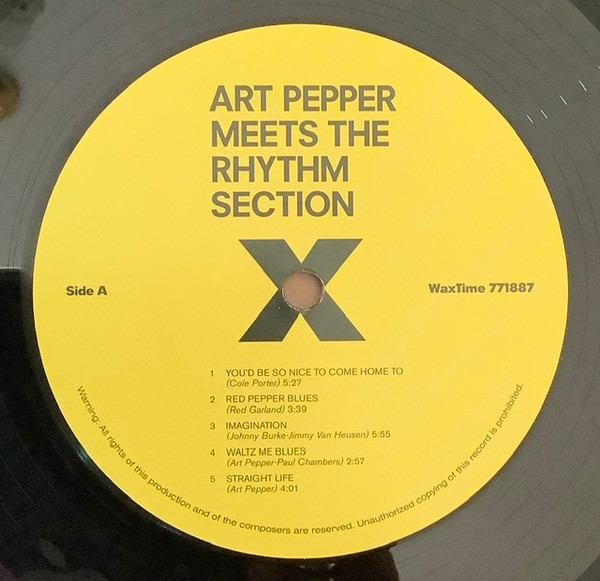 ART PEPPER
MEETS THE
RHYTHM
SECTION
X
Side A
WaxTime 771887
1 YOU'D BE SO NICE TO COME HOME TO
(Cole Porter) 5:27
2 RED PEPPER BLUES
(Red Garland) 3:39
3 IMAGINATION
(Johnny Burke-Jimmy Van Heusen) 5:55
4 WALTZ ME BLUES
(Art Pepper-Paul Chambers) 2:57
5 STRAIGHT LIFE
(Art Pepper) 4:01
Warning: All rights of this production and of the composers are reserved. Unauthorized copying of this record is prohibited.